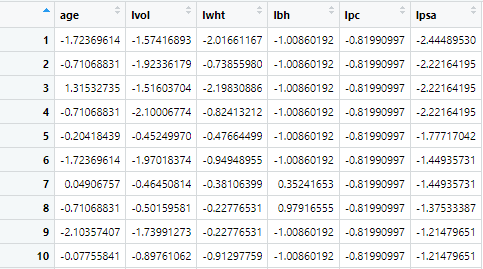 age lvol lwht lbh lpc lpsa
1 -1.72369614 -1.57416893 -2.01661167 -1.00860192 -0.81990997 -2.44489530
2 -0.71068831 -1.92336179 -0.73855980 -1.00860192 -0.81990997 -2.22164195
3 1.31532735 -1.51603704 -2.19830886 -1.00860192 -0.81990997 -2.22164195
4 -0.71068831 -2.10006774 -0.82413212 -1.00860192 -0.81990997 -2.22164195
5 -0.20418439 -0.45249970 -0.47664499 -1.00860192 -0.81990997 -1.77717042
6 -1.72369614 -1.97018374 -0.94948955 -1.00860192 -0.81990997 -1.44935731
7 0.04906757 -0.46450814 -0.38106399 0.35241653 -0.81990997 -1.44935731
8 -0.71068831 -0.50159581 -0.22776531 0.97916555 -0.81990997 -1.37533387
9 -2.10357407 -1.73991273 -0.22776531 -1.00860192 -0.81990997 -1.21479651
10 -0.07755841 -0.89761062 -0.91297759 -1.00860192 -0.81990997 -1.21479651